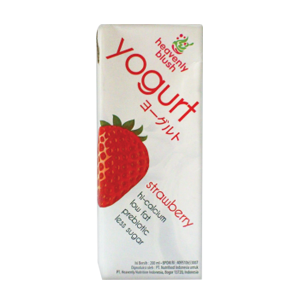 heavenly
blush
yogurt
ヨーグルト
strawberry
hi-calcium
low fat
prebiotic
less sugar